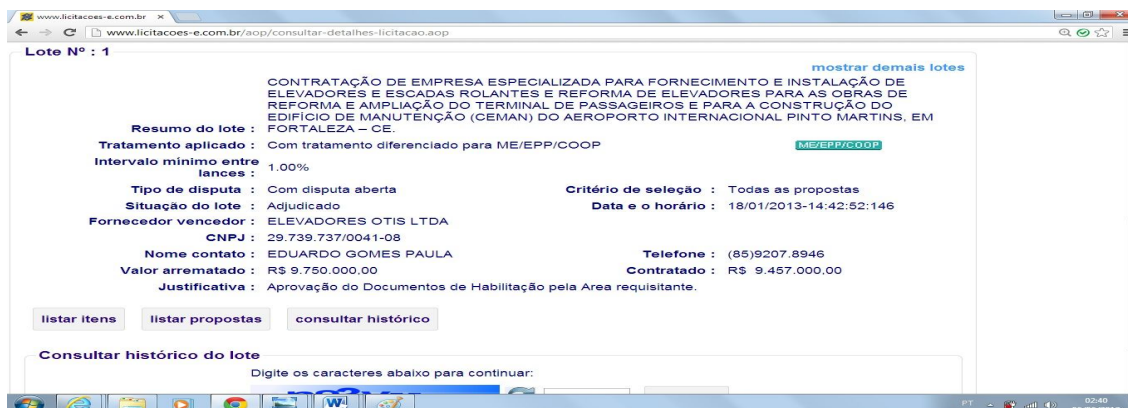 www.licitacoes-e.com.br
www.licitacoes-e.com.br/aop/consultar-detalhes-licitacao.aop
Lote Nº : 1
mostrar demais lotes
Resumo do lote : CONTRATAÇÃO DE EMPRESA ESPECIALIZADA PARA FORNECIMENTO E INSTALAÇÃO DE
ELEVADORES E ESCADAS ROLANTES E REFORMA DE ELEVADORES PARA AS OBRAS DE
REFORMA E AMPLIAÇÃO DO TERMINAL DE PASSAGEIROS E PARA A CONSTRUÇÃO DO
EDIFÍCIO DE MANUTENÇÃO (CEMAN) DO AEROPORTO INTERNACIONAL PINTO MARTINS, EM
FORTALEZA – CE.
Tratamento aplicado : Com tratamento diferenciado para ME/EPP/COOP ME/EPP/COOP
Intervalo mínimo entre
lances : 1.00%
Tipo de disputa : Com disputa aberta Critério de seleção : Todas as propostas
Situação do lote : Adjudicado Data e o horário : 18/01/2013-14:42:52:146
Fornecedor vencedor : ELEVADORES OTIS LTDA
CNPJ : 29.739.737/0041-08
Nome contato : EDUARDO GOMES PAULA Telefone : (85)9207.8946
Valor arrematado : R$ 9.750.000,00 Contratado : R$ 9.457.000,00
Justificativa : Aprovação do Documentos de Habilitação pela Area requisitante.
listar itens listar propostas consultar histórico
Consultar histórico do lote
Digite os caracteres abaixo para continuar:
PT 02:40